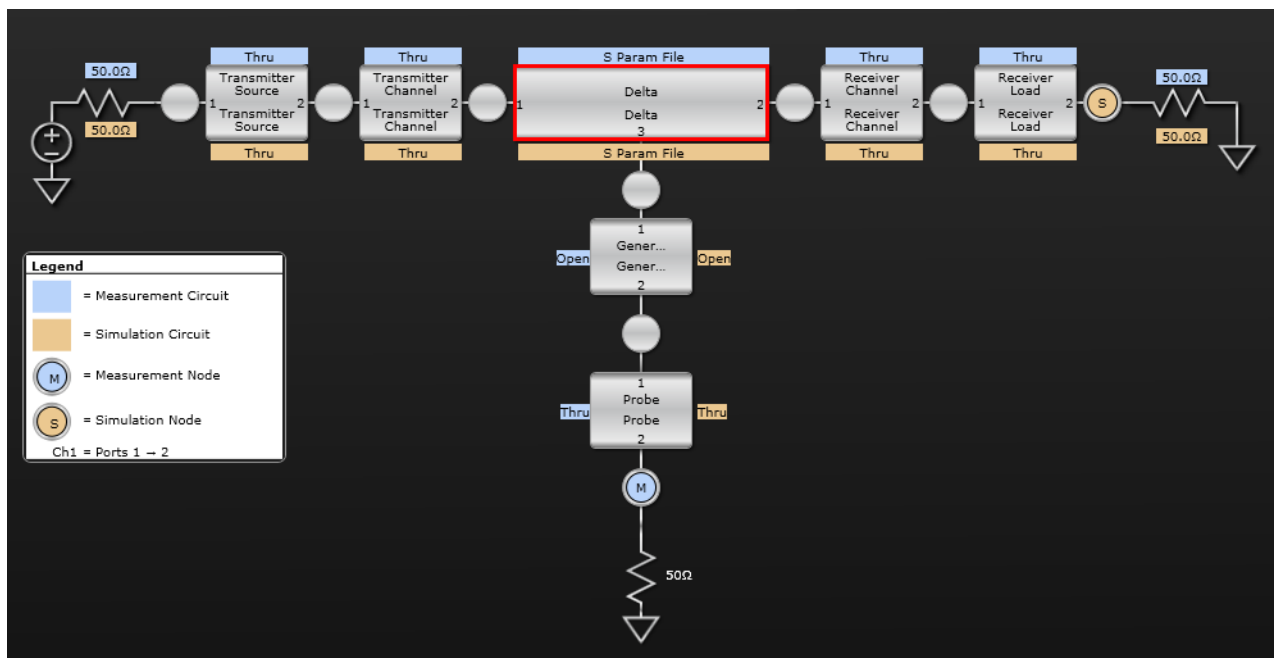 Thru
Thru
S Param File
Thru
Thru
50.0Ω
50.0Ω
Transmitter
Source
1
2
Transmitter
Source
Transmitter
Channel
1
2
Transmitter
Channel
Delta
1
2
Delta
3
Receiver
Channel
1
2
Receiver
Channel
Receiver
Load
1
2
Receiver
Load
S
50.0Ω
50.0Ω
Thru
Thru
S Param File
Thru
Thru
+
−
1
Gener...
Open
Open
Gener...
2
Legend
= Measurement Circuit
= Simulation Circuit
M
= Measurement Node
S
= Simulation Node
Ch1 = Ports 1 → 2
1
Probe
Thru
Thru
Probe
2
M
50Ω